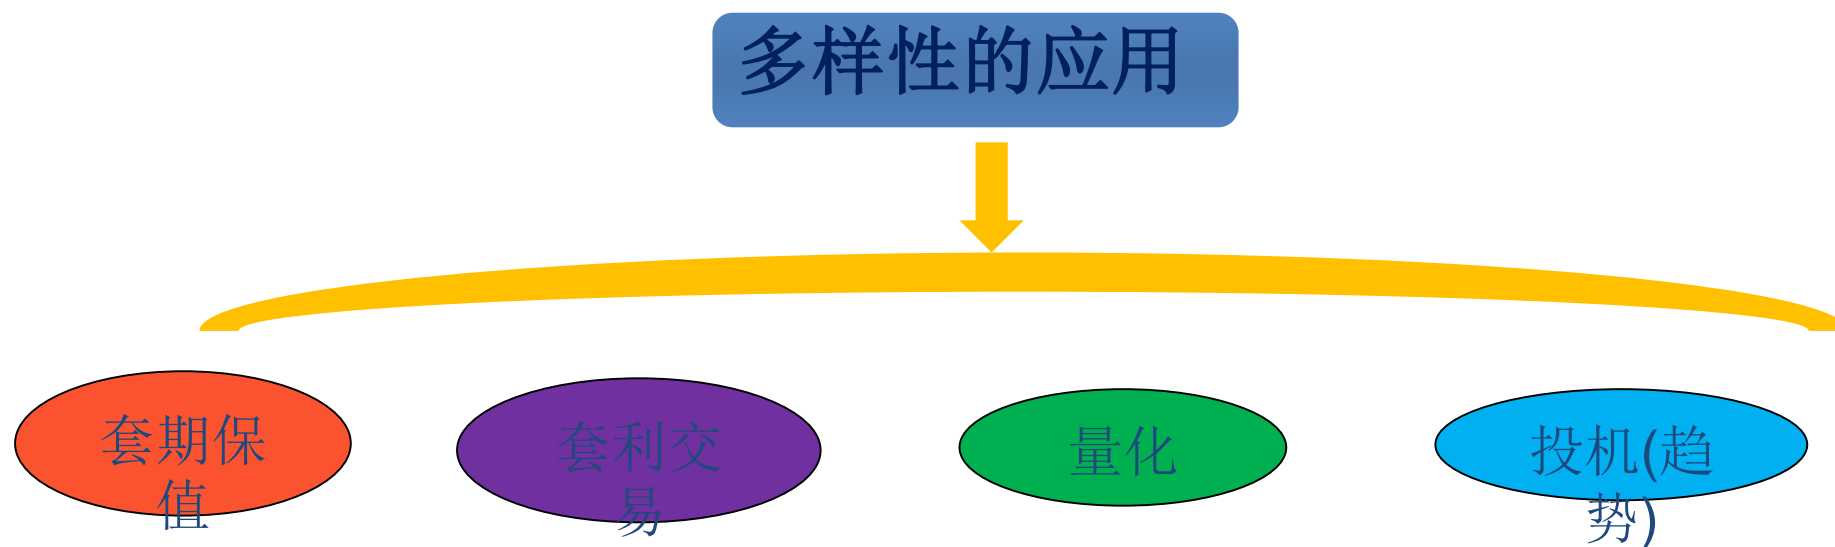 多样性的应用
套期保
值
套利交
易
量化
投机(趋
势)